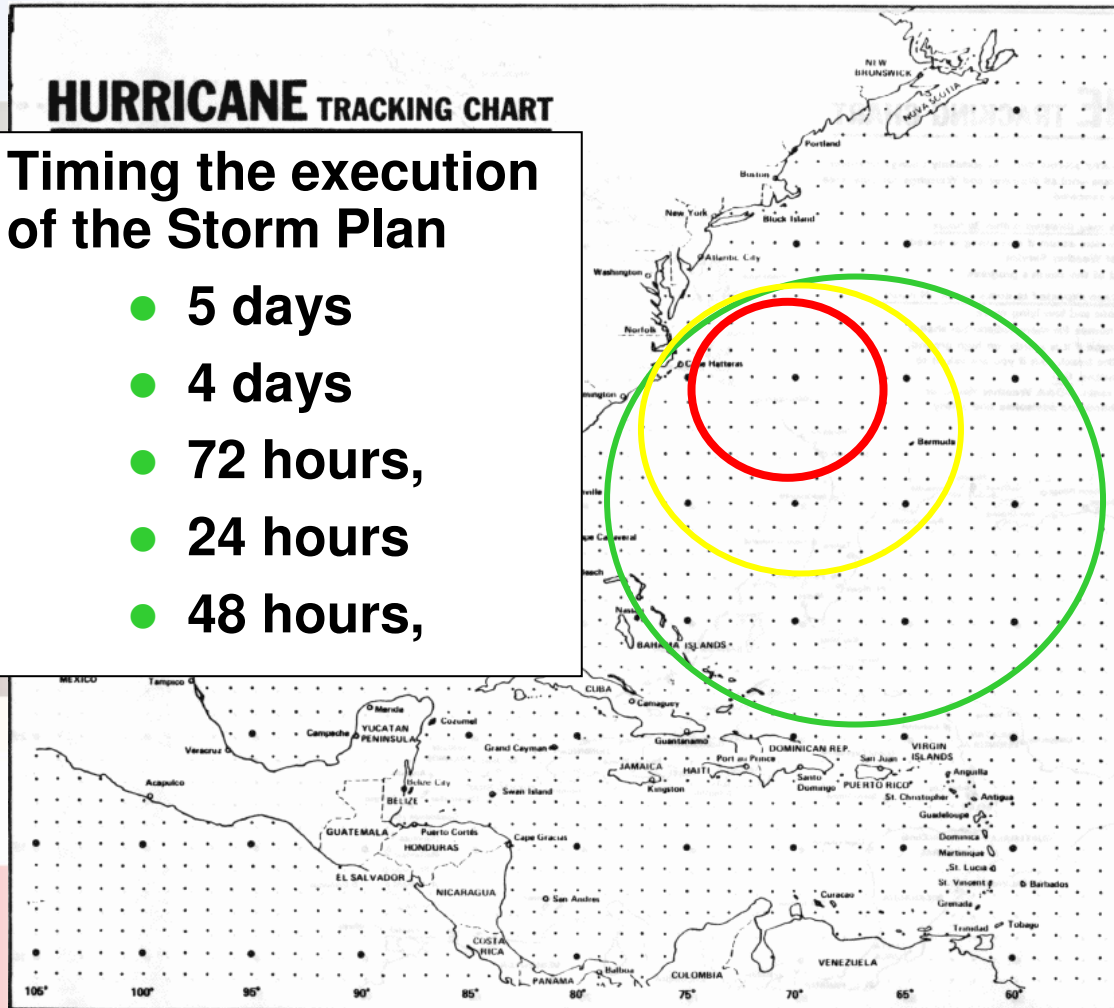 HURRICANE TRACKING CHART
Timing the execution
of the Storm Plan
● 5 days
● 4 days
● 72 hours,
● 24 hours
● 48 hours,
NEW
BRUNSWICK
NOVA SCOTIA
Portland
Boston
New York
Block Island
Atlantic City
Washington
Norfolk
Cape Hatteras
Bermuda
Nassau
BAHAMA ISLANDS
MEXICO
Tampico
CUBA
Camaguey
Merida
Cozumel
Campeche
YUCATAN
PENINSULA
Veracruz
Grand Cayman
Guantanamo
DOMINICAN REP.
VIRGIN
ISLANDS
JAMAICA
HAITI
Port au Prince
San Juan
Anguilla
Acapulco
Belize City
Swan Island
Kingston
Santo
Domingo
PUERTO RICO
St. Christopher
Antigua
BELIZE
Guadeloupe
GUATEMALA
Puerto Cortés
Cape Gracias
Dominica
HONDURAS
Martinique
EL SALVADOR
St. Lucia
NICARAGUA
St. Vincent
Barbados
San Andres
Curacao
Grenada
COSTA
RICA
Trinidad
Tobago
PANAMA
Balboa
COLOMBIA
VENEZUELA
105° 100° 95° 90° 85° 80° 75° 70° 65° 60°